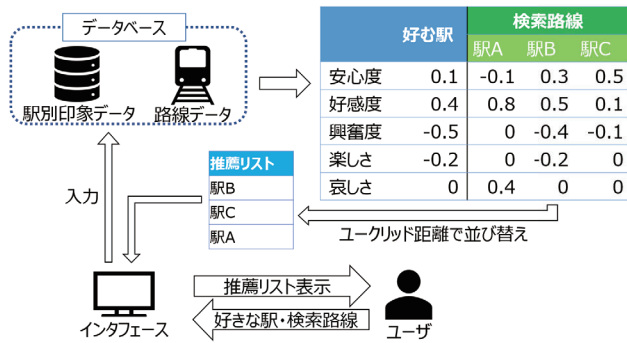 データベース
駅別印象データ 路線データ
好む駅 検索路線
駅A 駅B 駅C
安心度 0.1 -0.1 0.3 0.5
好感度 0.4 0.8 0.5 0.1
興奮度 -0.5 0 -0.4 -0.1
楽しさ -0.2 0 -0.2 0
哀しさ 0 0.4 0 0
推薦リスト
駅B
駅C
駅A
入力
ユークリッド距離で並び替え
推薦リスト表示
好きな駅・検索路線
インタフェース
ユーザ